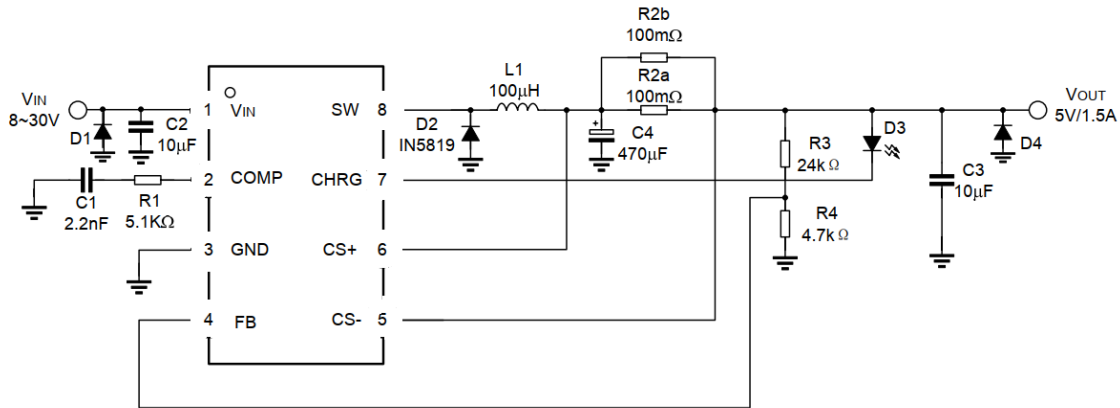 R2b
100mΩ
L1
100μH
R2a
100mΩ
VIN
8~30V
D1
C2
10μF
1
VIN
SW
8
D2
IN5819
C4
470μF
R3
24kΩ
D3
VOUT
5V/1.5A
D4
C3
10μF
2
COMP
CHRG
7
C1
2.2nF
R1
5.1KΩ
R4
4.7kΩ
3
GND
CS+
6
4
FB
CS-
5